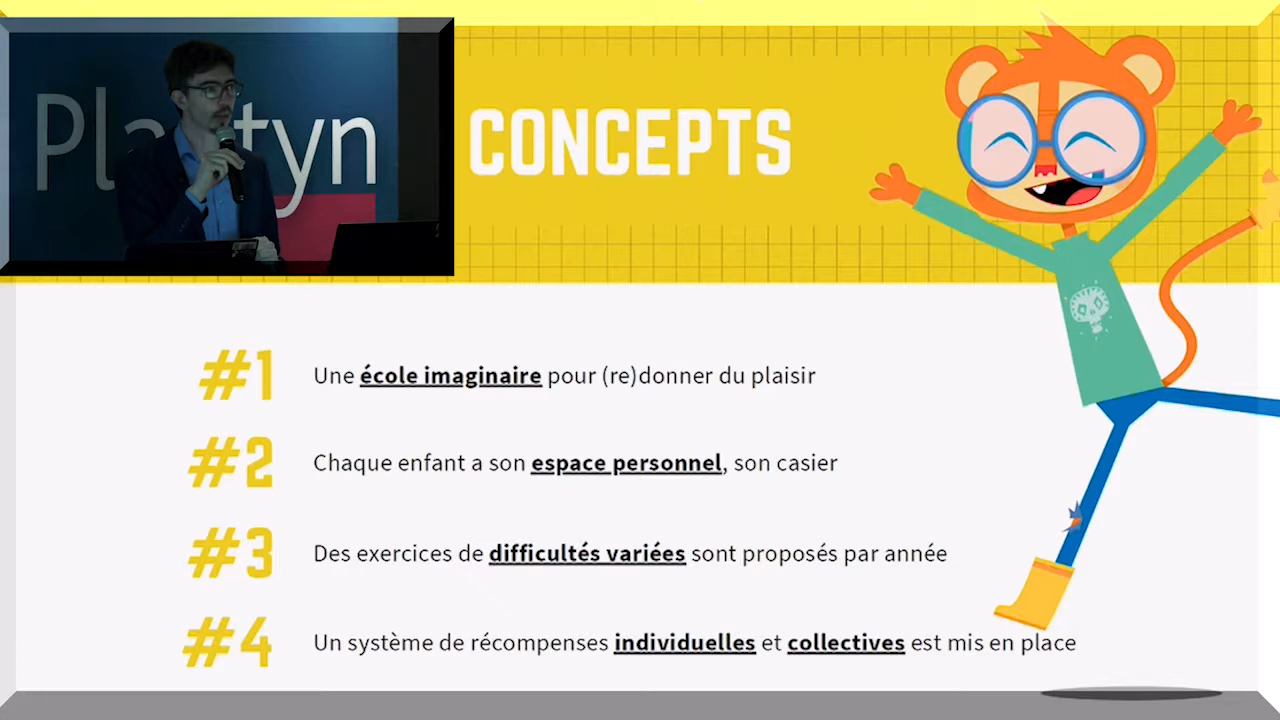 Plantyn
CONCEPTS
#1 Une école imaginaire pour (re)donner du plaisir
#2 Chaque enfant a son espace personnel, son casier
#3 Des exercices de difficultés variées sont proposés par année
#4 Un système de récompenses individuelles et collectives est mis en place